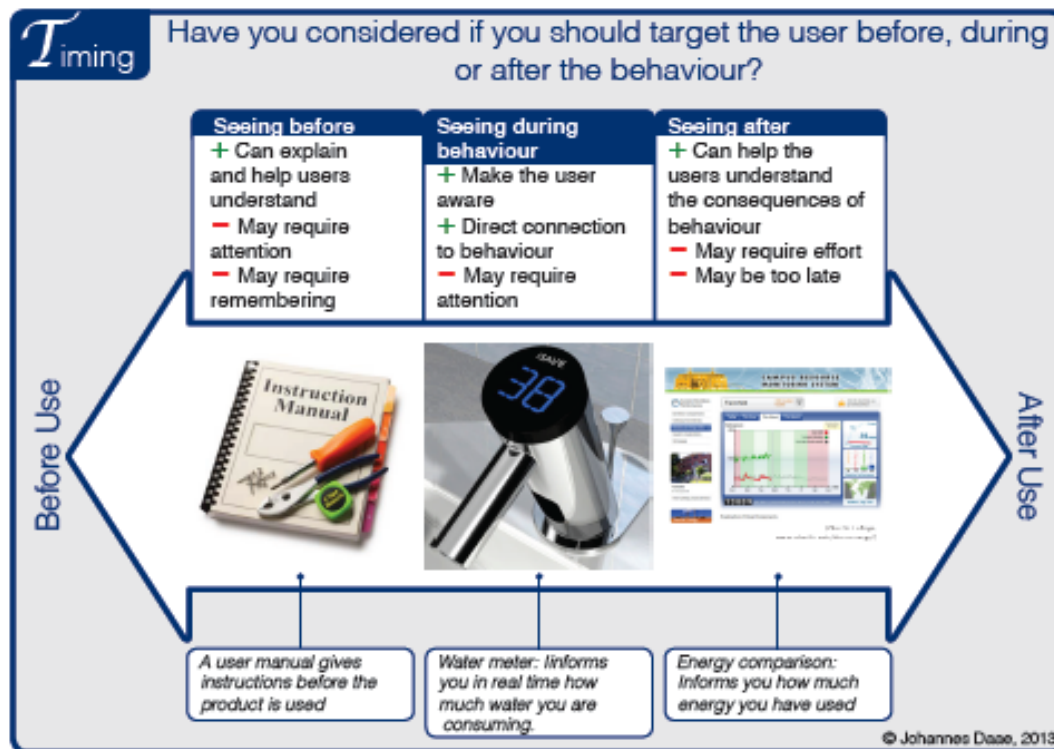 Timing
Have you considered if you should target the user before, during
or after the behaviour?
Seeing before
+ Can explain
and help users
understand
− May require
attention
− May require
remembering
Seeing during
behaviour
+ Make the user
aware
+ Direct connection
to behaviour
− May require
attention
Seeing after
+ Can help the
users understand
the consequences of
behaviour
− May require effort
− May be too late
Before Use
Instruction
Manual
iSAVE
38
CAMPUS RESOURCE
MONITORING SYSTEM
After Use
A user manual gives
instructions before the
product is used
Water meter: Iinforms
you in real time how
much water you are
consuming.
Energy comparison:
Informs you how much
energy you have used
© Johannes Daae, 2013